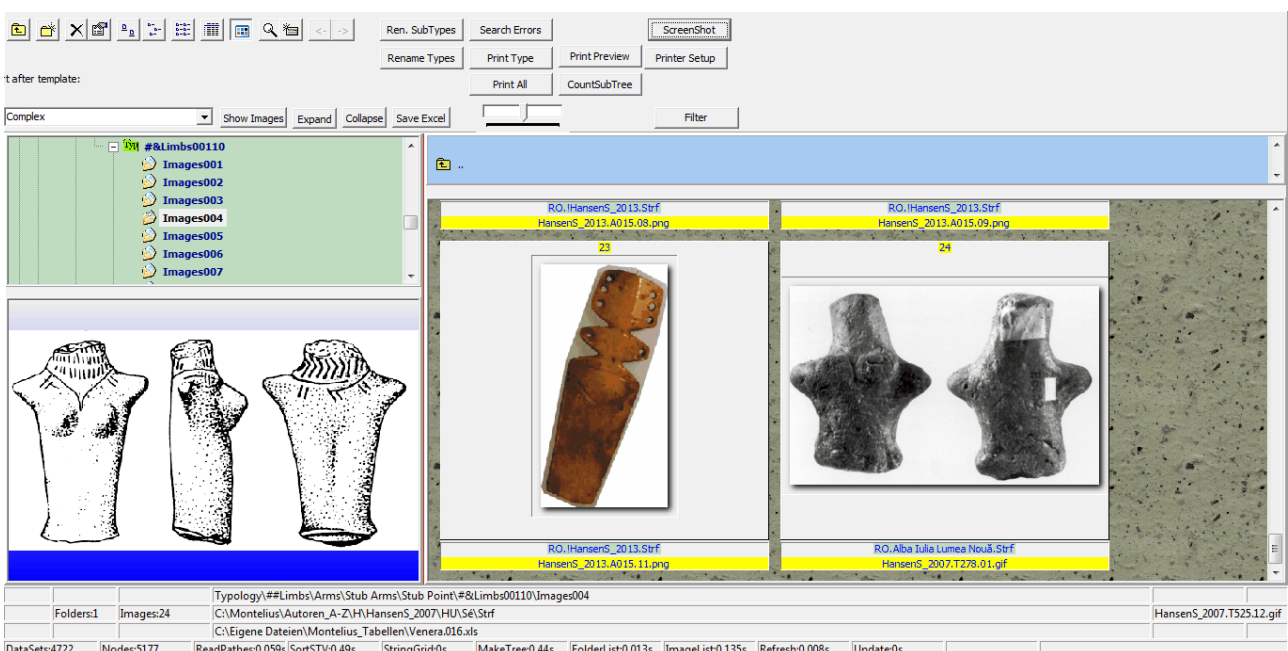 <- ->
Ren. SubTypes Search Errors ScreenShot
Rename Types Print Type Print Preview Printer Setup
t after template:
Print All CountSubTree
Complex Show Images Expand Collapse Save Excel Filter
Typ #&Limbs00110
Images001
Images002
Images003
Images004
Images005
Images006
Images007
..
RO.!HansenS_2013.Strf RO.!HansenS_2013.Strf
HansenS_2013.A015.08.png HansenS_2013.A015.09.png
23 24
RO.!HansenS_2013.Strf RO.Alba Iulia Lumea Nouă.Strf
HansenS_2013.A015.11.png HansenS_2007.T278.01.gif
Typology\##Limbs\Arms\Stub Arms\Stub Point\#&Limbs00110\Images004
Folders:1 Images:24 C:\Montelius\Autoren_A-Z\H\HansenS_2007\HU\Sé\Strf HansenS_2007.T525.12.gif
C:\Eigene Dateien\Montelius_Tabellen\Venera.016.xls
DataSets:4722 Nodes:5177 ReadPathes:0.059s SortSTV:0.49s StringGrid:0s MakeTree:0.44s FolderList:0.013s ImageList:0.135s Refresh:0.008s Update:0s